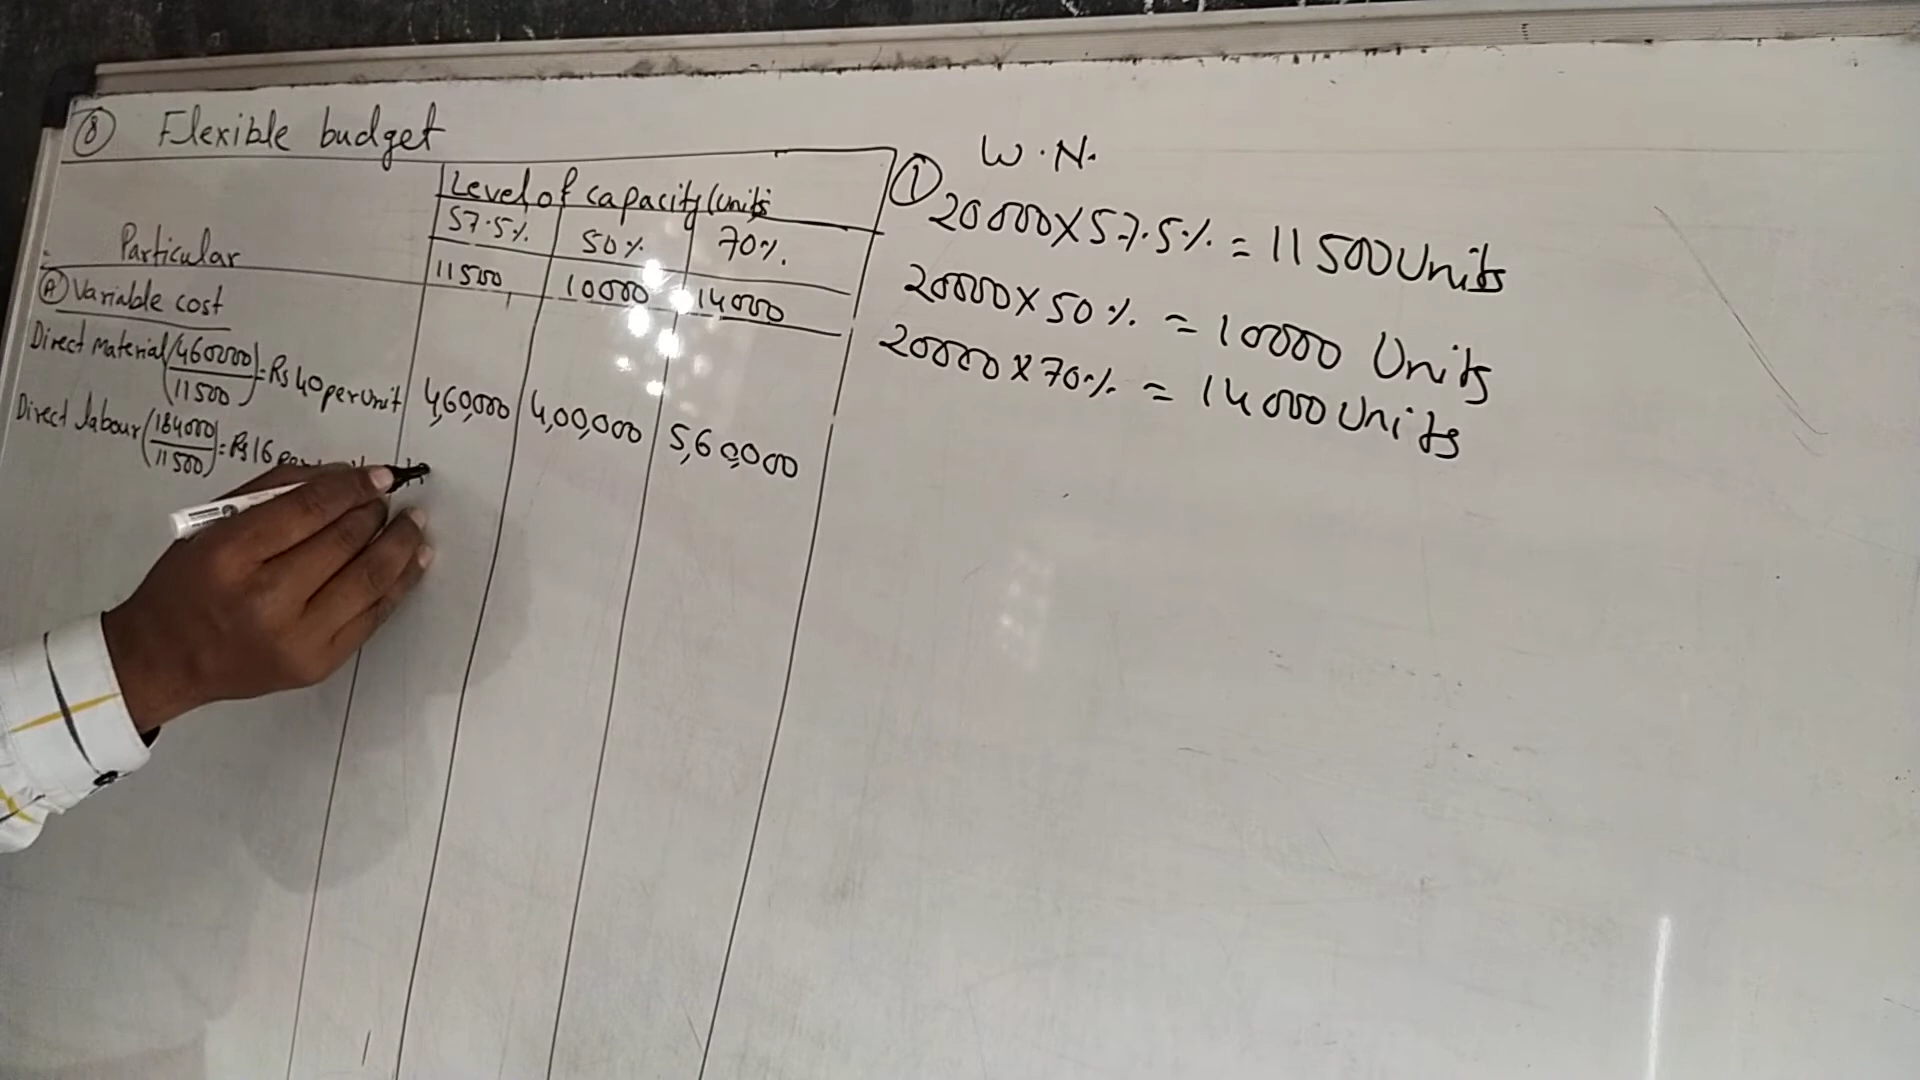 8 Flexible budget
Particular
Level of capacity (units
57.5% 50% 70%
11500 10000 14000
A Variable cost
Direct Material (460000/11500) = Rs 40 per unit 4,60,000 4,00,000 5,60,000
Direct labour (184000/11500) = Rs 16
W.N.
1 20000 X 57.5% = 11500 Units
20000 X 50% = 10000 Units
20000 X 70% = 14000 Units